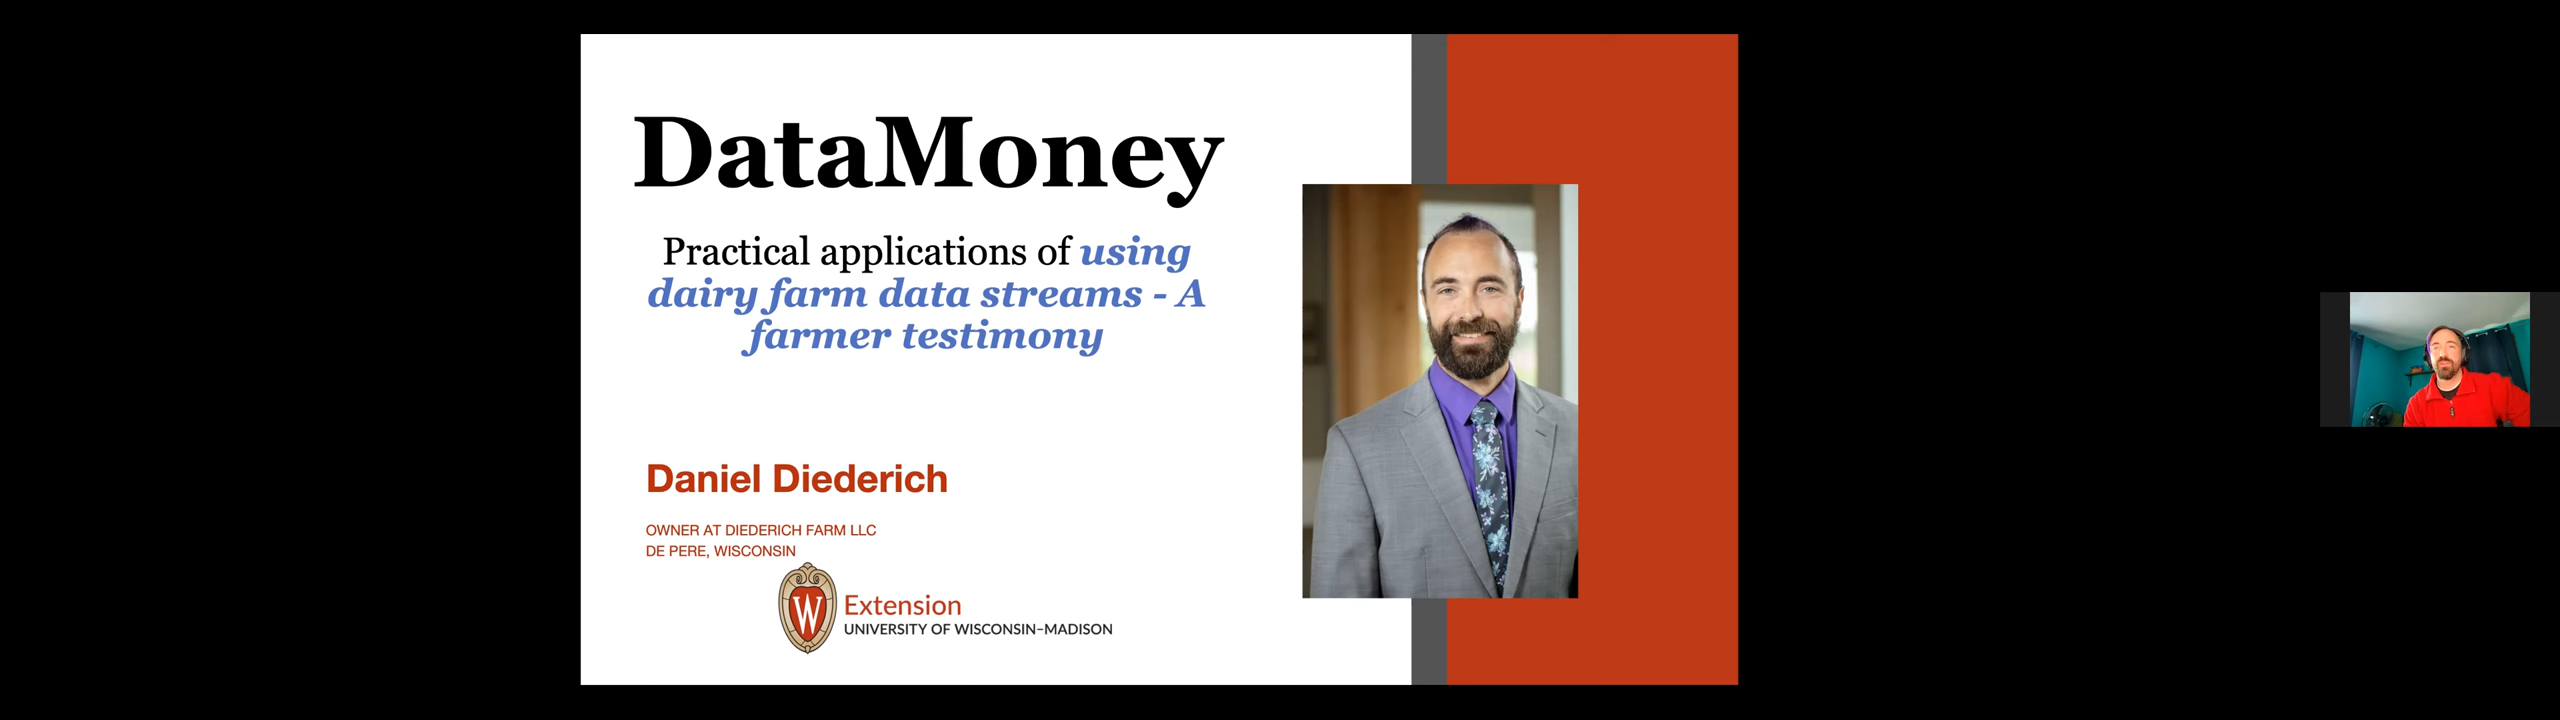 DataMoney
Practical applications of using
dairy farm data streams - A
farmer testimony
Daniel Diederich
OWNER AT DIEDERICH FARM LLC
DE PERE, WISCONSIN
W
Extension
UNIVERSITY OF WISCONSIN–MADISON